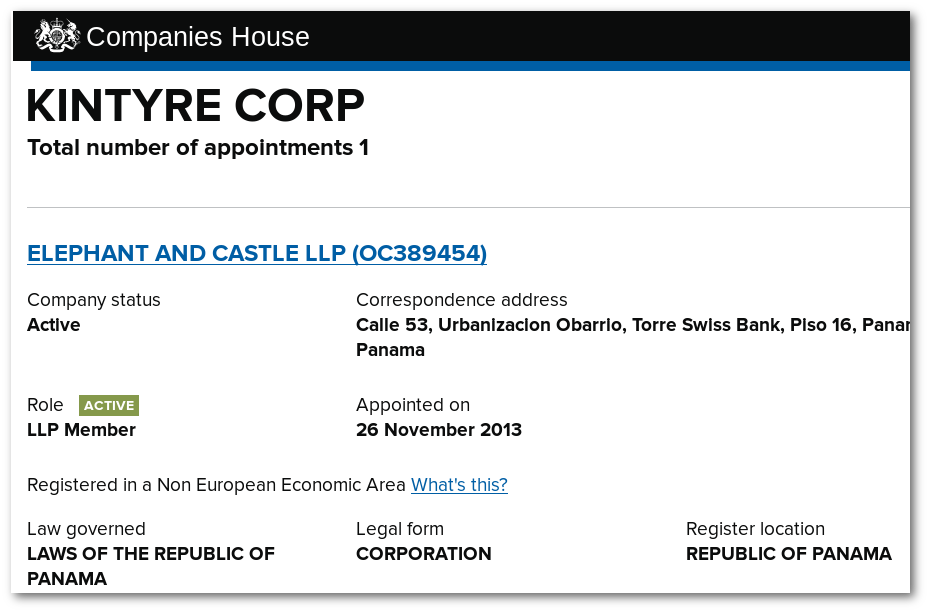 Companies House
KINTYRE CORP
Total number of appointments 1
ELEPHANT AND CASTLE LLP (OC389454)
Company status
Active
Correspondence address
Calle 53, Urbanizacion Obarrio, Torre Swiss Bank, Piso 16,
Panama
Role ACTIVE
LLP Member
Appointed on
26 November 2013
Registered in a Non European Economic Area What's this?
Law governed
LAWS OF THE REPUBLIC OF
PANAMA
Legal form
CORPORATION
Register location
REPUBLIC OF PANAMA